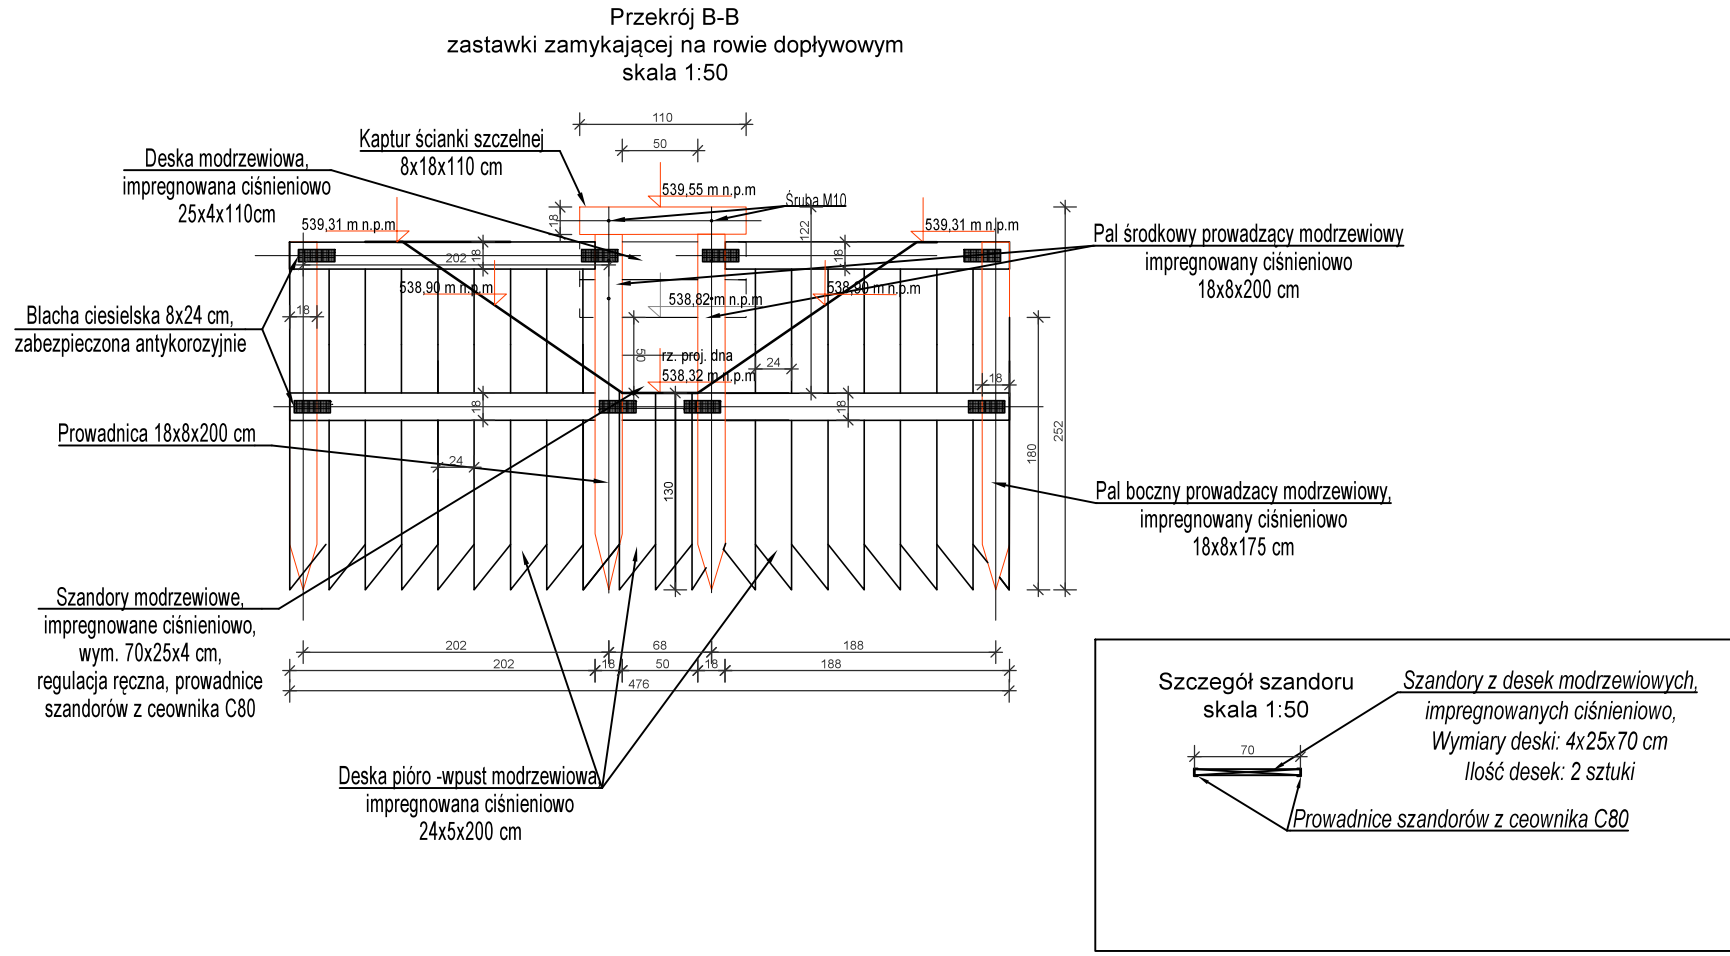 Przekrój B-B
zastawki zamykającej na rowie dopływowym
skala 1:50
110
50
Kaptur ścianki szczelnej
8x18x110 cm
Deska modrzewiowa,
impregnowana ciśnieniowo
25x4x110cm
539,55 m n.p.m
Śruba M10
18
122
539,31 m n.p.m
539,31 m n.p.m
Pal środkowy prowadzący modrzewiowy
impregnowany ciśnieniowo
18x8x200 cm
202
18
18
538,90 m n.p.m
538,82 m n.p.m
538,90 m n.p.m
Blacha ciesielska 8x24 cm,
zabezpieczona antykorozyjnie
18
50
rz. proj. dna
538,32 m n.p.m
24
18
18
18
252
180
Prowadnica 18x8x200 cm
24
130
Pal boczny prowadzacy modrzewiowy,
impregnowany ciśnieniowo
18x8x175 cm
Szandory modrzewiowe,
impregnowane ciśnieniowo,
wym. 70x25x4 cm,
regulacja ręczna, prowadnice
szandorów z ceownika C80
202
68
188
202
18
50
18
188
476
Deska pióro -wpust modrzewiowa,
impregnowana ciśnieniowo
24x5x200 cm
Szczegół szandoru
skala 1:50
70
Szandory z desek modrzewiowych,
impregnowanych ciśnieniowo,
Wymiary deski: 4x25x70 cm
Ilość desek: 2 sztuki
Prowadnice szandorów z ceownika C80